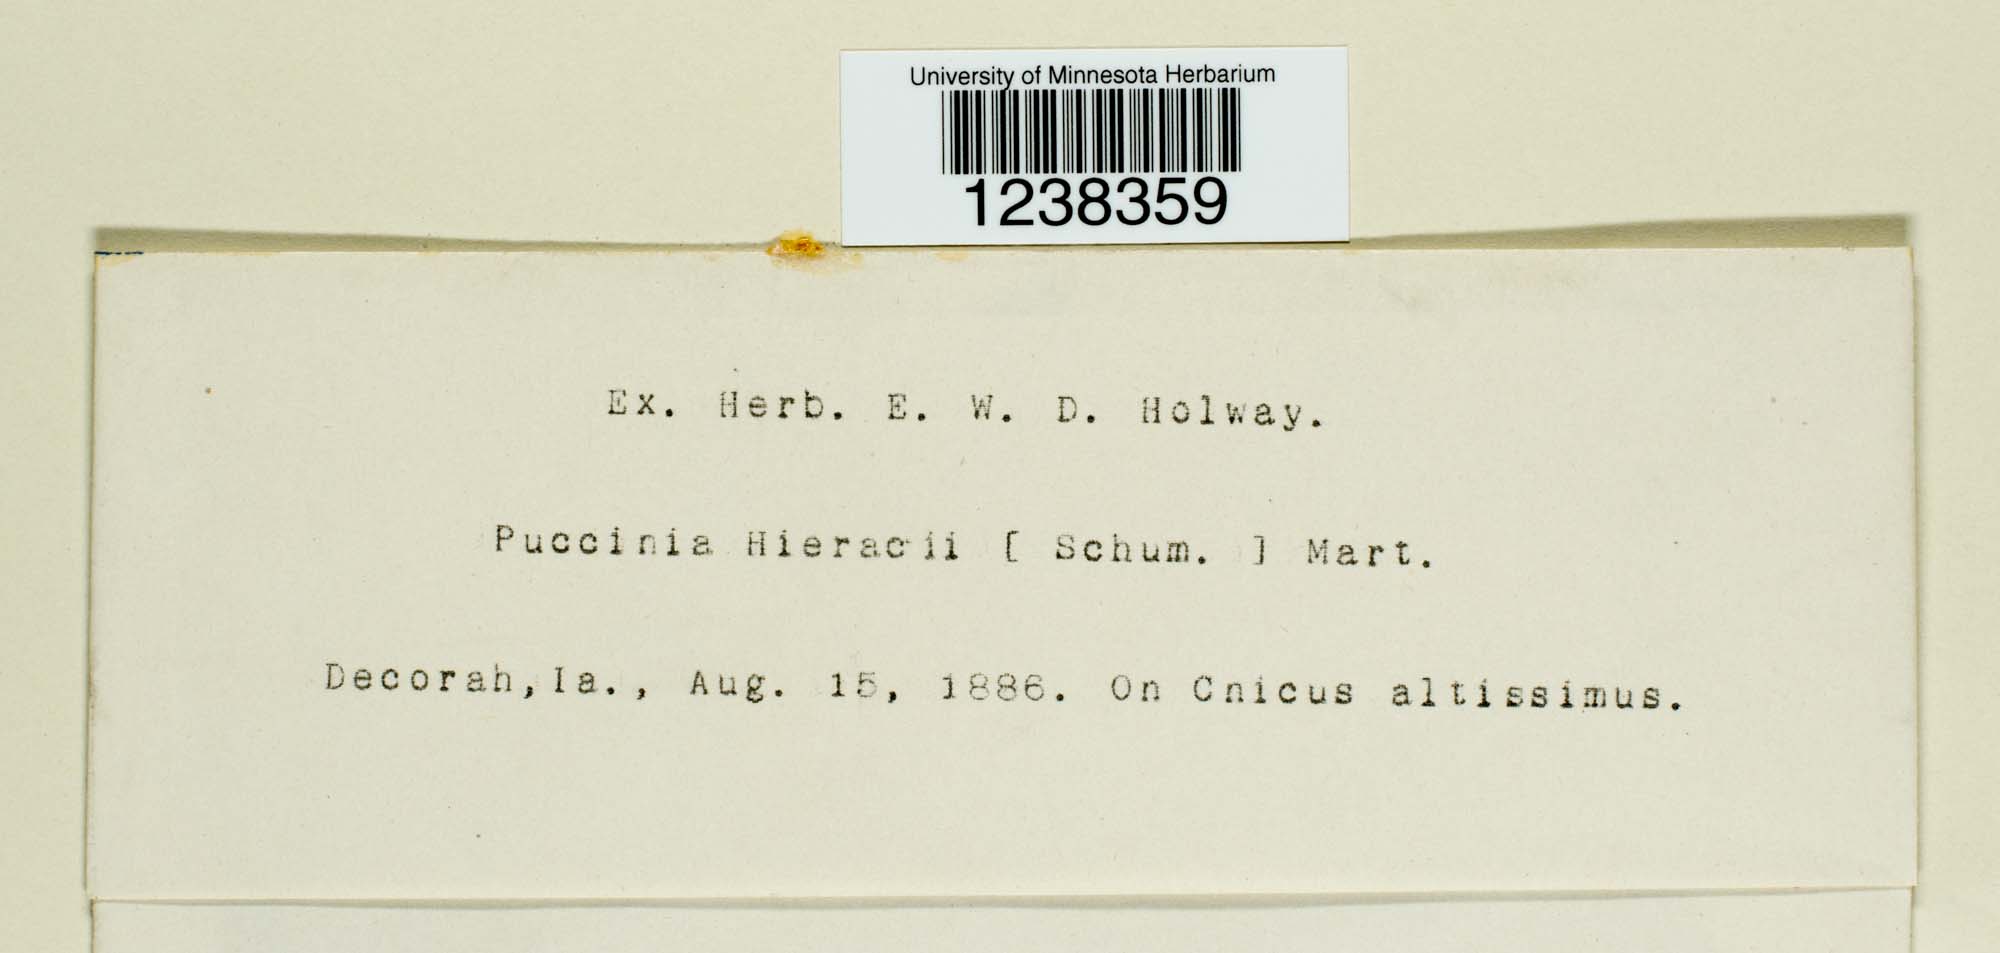 University of Minnesota Herbarium
1238359
Ex. Herb. E. W. D. Holway.
Puccinia Hieracii [ Schum. ] Mart.
Decorah,Ia., Aug. 15, 1886. On Cnicus altissimus.